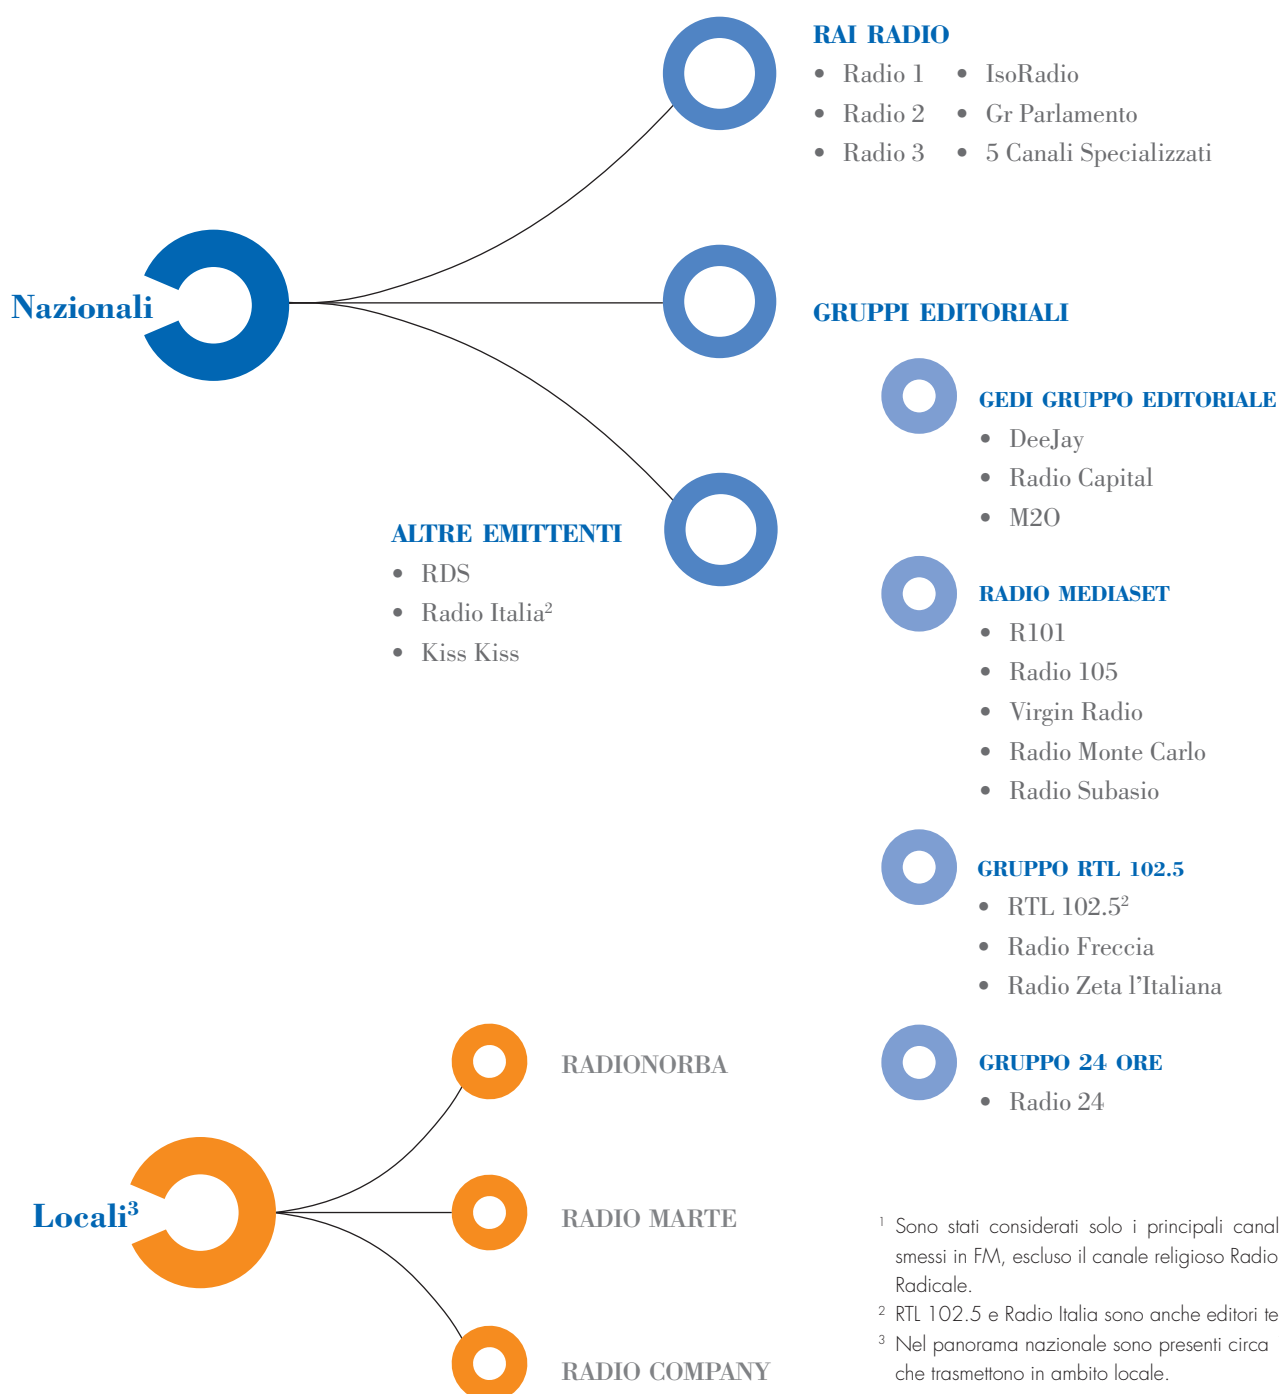 RAI RADIO
• Radio 1 • IsoRadio
• Radio 2 • Gr Parlamento
• Radio 3 • 5 Canali Specializzati
Nazionali
GRUPPI EDITORIALI
GEDI GRUPPO EDITORIALE
• DeeJay
• Radio Capital
• M2O
ALTRE EMITTENTI
• RDS
• Radio Italia²
• Kiss Kiss
RADIO MEDIASET
• R101
• Radio 105
• Virgin Radio
• Radio Monte Carlo
• Radio Subasio
GRUPPO RTL 102.5
• RTL 102.5²
• Radio Freccia
• Radio Zeta l’Italiana
GRUPPO 24 ORE
• Radio 24
Locali³
RADIONORBA
RADIO MARTE
RADIO COMPANY
¹ Sono stati considerati solo i principali canal
smessi in FM, escluso il canale religioso Radio
Radicale.
² RTL 102.5 e Radio Italia sono anche editori te
³ Nel panorama nazionale sono presenti circa
che trasmettono in ambito locale.